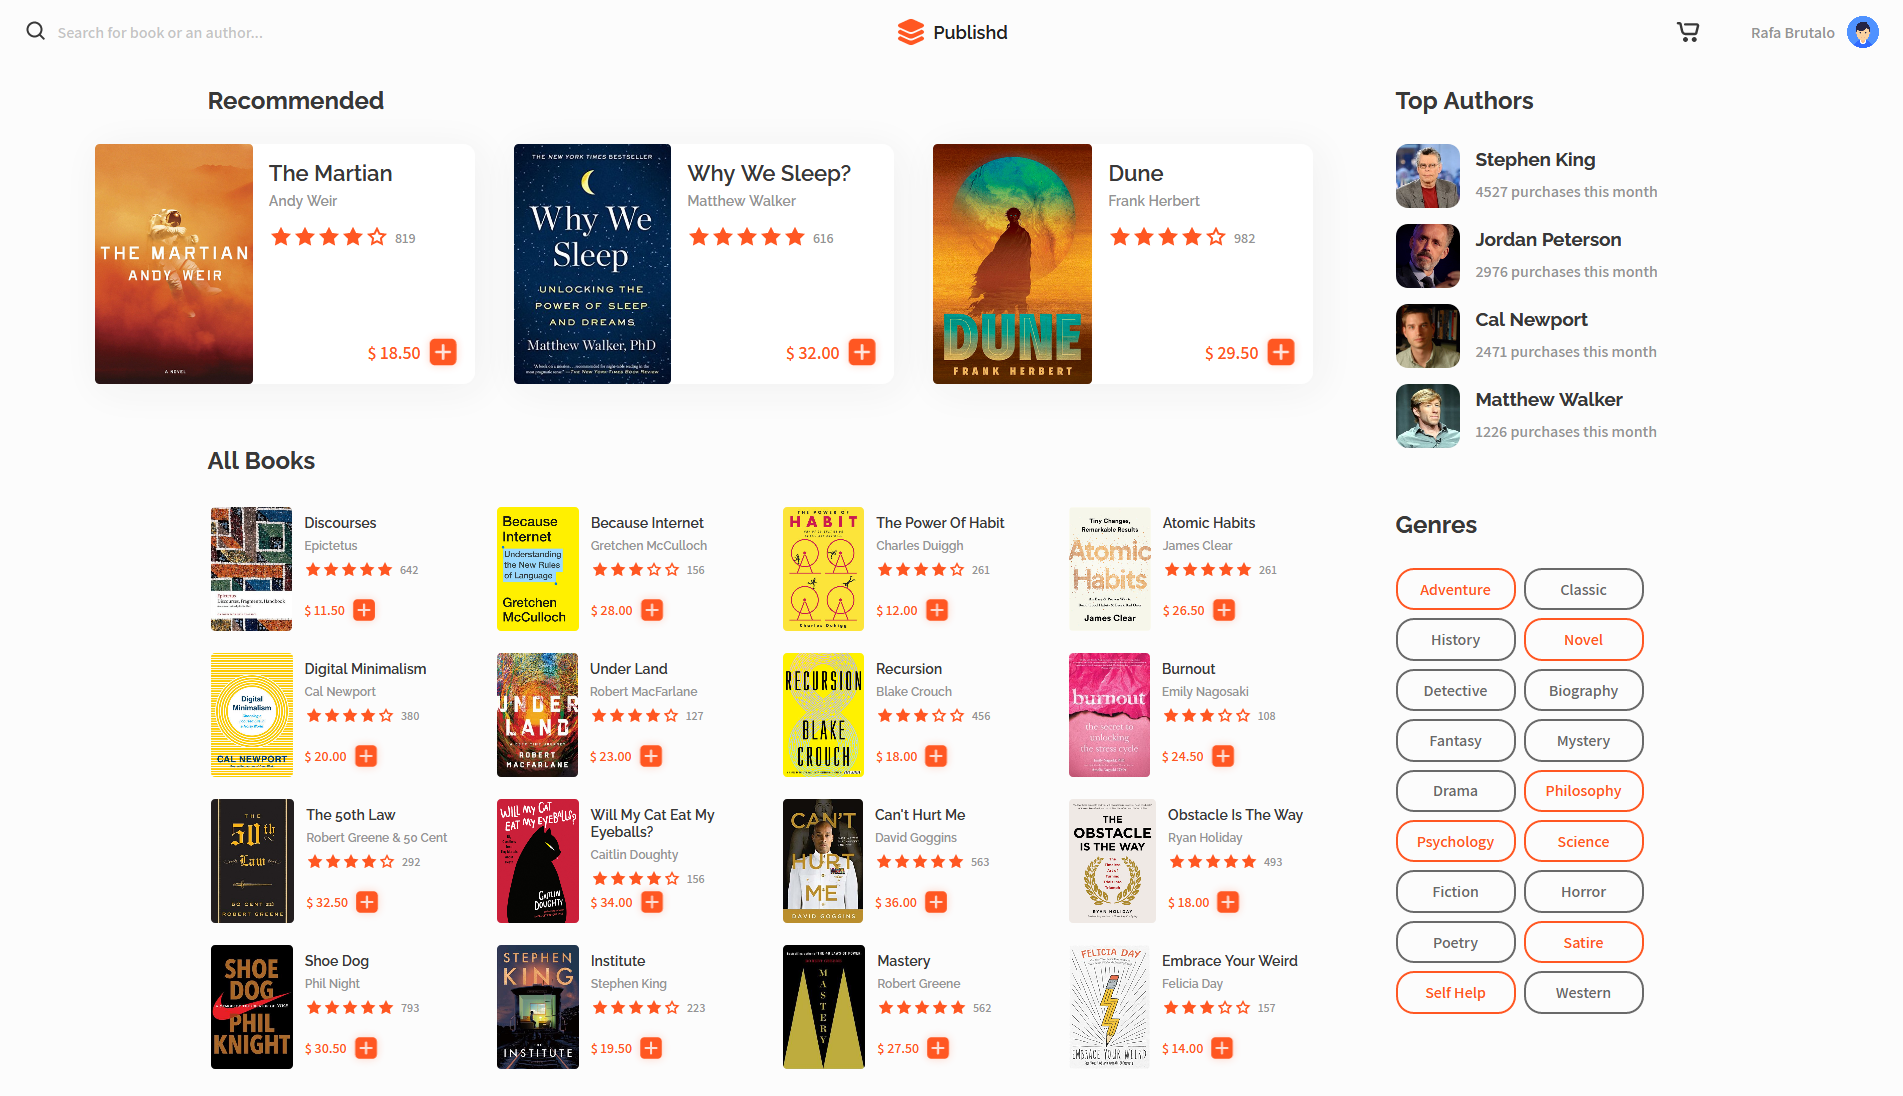 Search for book or an author...
Publishd
Rafa Brutalo
Recommended
THE NEW YORK TIMES BESTSELLER
THE MARTIAN
ANDY WEIR
A NOVEL
The Martian
Andy Weir
819
$ 18.50
Why We
Sleep
UNLOCKING THE
POWER OF SLEEP
AND DREAMS
Matthew Walker, PhD
Why We Sleep?
Matthew Walker
616
$ 32.00
DUNE
FRANK HERBERT
Dune
Frank Herbert
982
$ 29.50
Top Authors
Stephen King
4527 purchases this month
Jordan Peterson
2976 purchases this month
Cal Newport
2471 purchases this month
Matthew Walker
1226 purchases this month
All Books
Discourses
Epictetus
642
$ 11.50
Because
Internet
Understanding
the New Rules
of Language
Gretchen
McCulloch
Because Internet
Gretchen McCulloch
156
$ 28.00
THE POWER OF
HABIT
Charles Duhigg
The Power Of Habit
Charles Duiggh
261
$ 12.00
Tiny Changes,
Remarkable Results
Atomic
Habits
James Clear
Atomic Habits
James Clear
261
$ 26.50
Digital
Minimalism
CAL NEWPORT
Digital Minimalism
Cal Newport
380
$ 20.00
UNDER
LAND
ROBERT
MACFARLANE
Under Land
Robert MacFarlane
127
$ 23.00
RECURSION
BLAKE
CROUCH
Recursion
Blake Crouch
456
$ 18.00
burnout
the secret to
unlocking
the stress cycle
Burnout
Emily Nagoski
108
$ 24.50
THE
50th
Law
50 CENT
ROBERT GREENE
The 50th Law
Robert Greene & 50 Cent
292
$ 32.50
WILL MY CAT
EAT MY EYEBALLS?
CAITLIN
DOUGHTY
Will My Cat Eat My
Eyeballs?
Caitlin Doughty
156
$ 34.00
CAN'T
HURT
ME
DAVID GOGGINS
Can't Hurt Me
David Goggins
563
$ 36.00
THE
OBSTACLE
IS THE WAY
RYAN HOLIDAY
Obstacle Is The Way
Ryan Holiday
493
$ 18.00
SHOE
DOG
PHIL
KNIGHT
Shoe Dog
Phil Night
793
$ 30.50
STEPHEN
KING
THE
INSTITUTE
Institute
Stephen King
223
$ 19.50
MASTERY
Mastery
Robert Greene
562
$ 27.50
FELICIA DAY
EMBRACE YOUR WEIRD
Embrace Your Weird
Felicia Day
157
$ 14.00
Genres
Adventure
Classic
History
Novel
Detective
Biography
Fantasy
Mystery
Drama
Philosophy
Psychology
Science
Fiction
Horror
Poetry
Satire
Self Help
Western